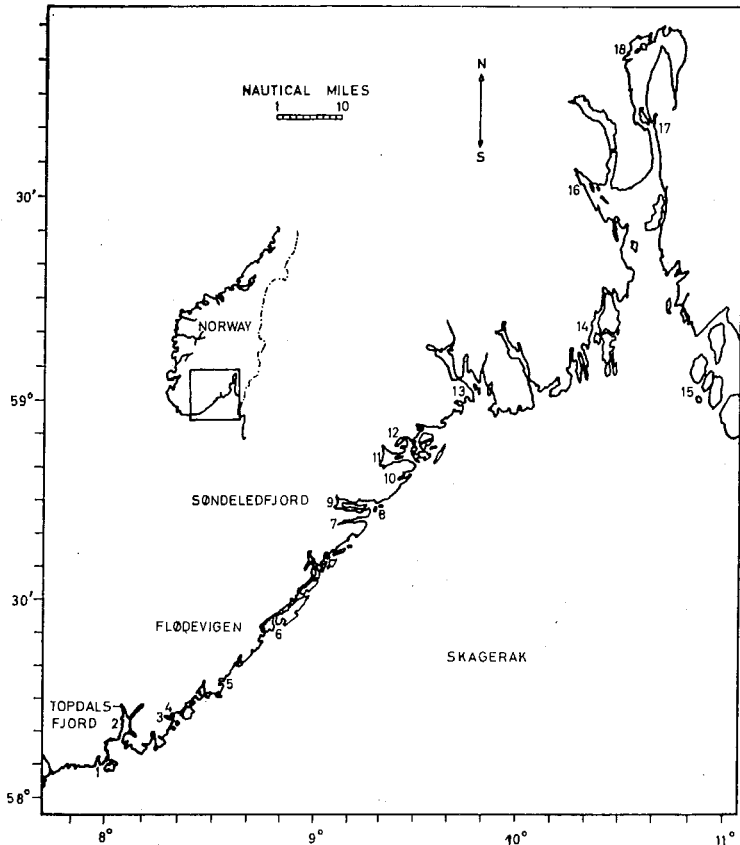 18
NAUTICAL MILES
1 10
N
S
17
30'
16
NORWAY
14
59°
13
15
12
11
10
SØNDELEDFJORD
9
8
7
30'
FLØDEVIGEN
6
SKAGERAK
5
TOPDALS-
FJORD
4
3
2
1
58°
8° 9° 10° 11°